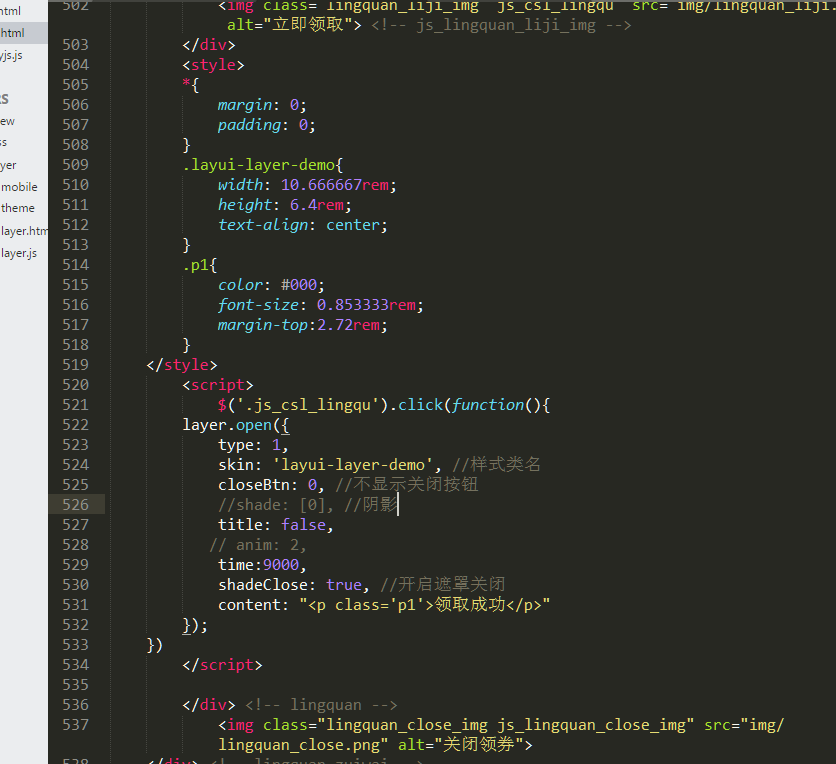 html
html
yjs.js
RS
ew
ss
yer
mobile
theme
layer.htm
layer.js
502 <img class="lingquan_liji_img js_csl_lingqu" src="img/lingquan_liji.
alt="立即领取"> <!-- js_lingquan_liji_img -->
503 </div>
504 <style>
505 *{
506 margin: 0;
507 padding: 0;
508 }
509 .layui-layer-demo{
510 width: 10.666667rem;
511 height: 6.4rem;
512 text-align: center;
513 }
514 .p1{
515 color: #000;
516 font-size: 0.853333rem;
517 margin-top:2.72rem;
518 }
519 </style>
520 <script>
521 $('.js_csl_lingqu').click(function(){
522 layer.open({
523 type: 1,
524 skin: 'layui-layer-demo', //样式类名
525 closeBtn: 0, //不显示关闭按钮
526 //shade: [0], //阴影
527 title: false,
528 // anim: 2,
529 time:9000,
530 shadeClose: true, //开启遮罩关闭
531 content: "<p class='p1'>领取成功</p>"
532 });
533 })
534 </script>
535
536 </div> <!-- lingquan -->
537 <img class="lingquan_close_img js_lingquan_close_img" src="img/
lingquan_close.png" alt="关闭领券">
538 </div> <!-- lingquan_zuiwai -->